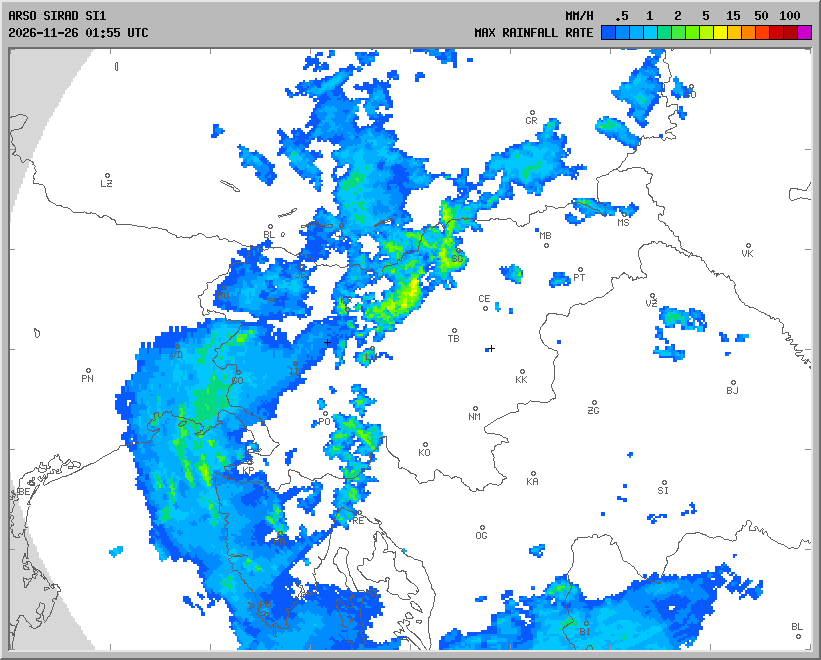 ARSO SIRAD SI1
MM/H .5 1 2 5 15 50 100
2026-11-26 01:55 UTC
MAX RAINFALL RATE
GR
LZ
MS
BL
MB
SG
VK
PT
CE
VZ
TB
PN
GO
KK
BJ
NM
ZG
PO
KO
KP
KA
BE
SI
RE
OG
BI
BL